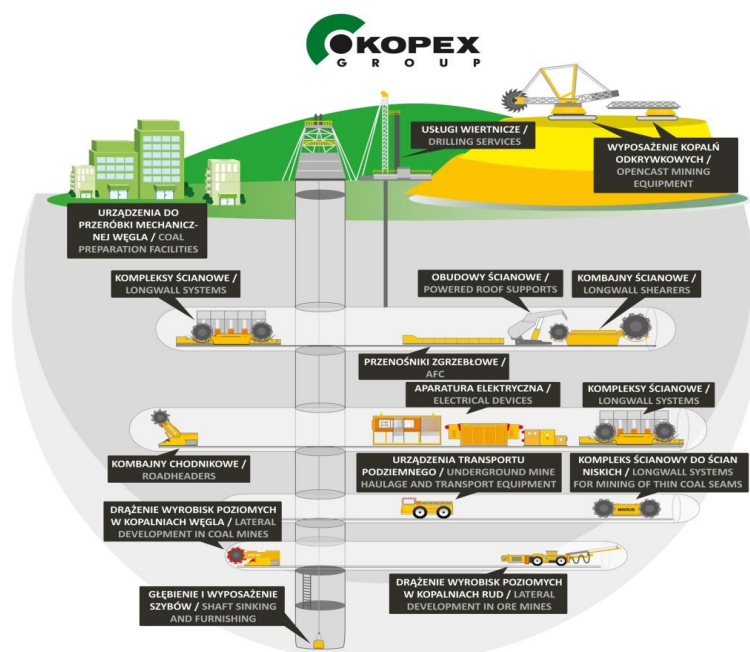 KOPEX
GROUP
USŁUGI WIERTNICZE /
DRILLING SERVICES
WYPOSAŻENIE KOPALŃ
ODKRYWKOWYCH /
OPENCAST MINING
EQUIPMENT
URZĄDZENIA DO
PRZERÓBKI MECHANICZ-
NEJ WĘGLA / COAL
PREPARATION FACILITIES
KOMPLEKSY ŚCIANOWE /
LONGWALL SYSTEMS
OBUDOWY ŚCIANOWE /
POWERED ROOF SUPPORTS
KOMBAJNY ŚCIANOWE /
LONGWALL SHEARERS
PRZENOŚNIKI ZGRZEBŁOWE /
AFC
APARATURA ELEKTRYCZNA /
ELECTRICAL DEVICES
KOMPLEKSY ŚCIANOWE /
LONGWALL SYSTEMS
KOMBAJNY CHODNIKOWE /
ROADHEADERS
URZĄDZENIA TRANSPORTU
PODZIEMNEGO / UNDERGROUND MINE
HAULAGE AND TRANSPORT EQUIPMENT
KOMPLEKS ŚCIANOWY DO ŚCIAN
NISKICH / LONGWALL SYSTEMS
FOR MINING OF THIN COAL SEAMS
MIKRUS
DRĄŻENIE WYROBISK POZIOMYCH
W KOPALNIACH WĘGLA / LATERAL
DEVELOPMENT IN COAL MINES
DRĄŻENIE WYROBISK POZIOMYCH
W KOPALNIACH RUD / LATERAL
DEVELOPMENT IN ORE MINES
GŁĘBIENIE I WYPOSAŻENIE
SZYBÓW / SHAFT SINKING
AND FURNISHING